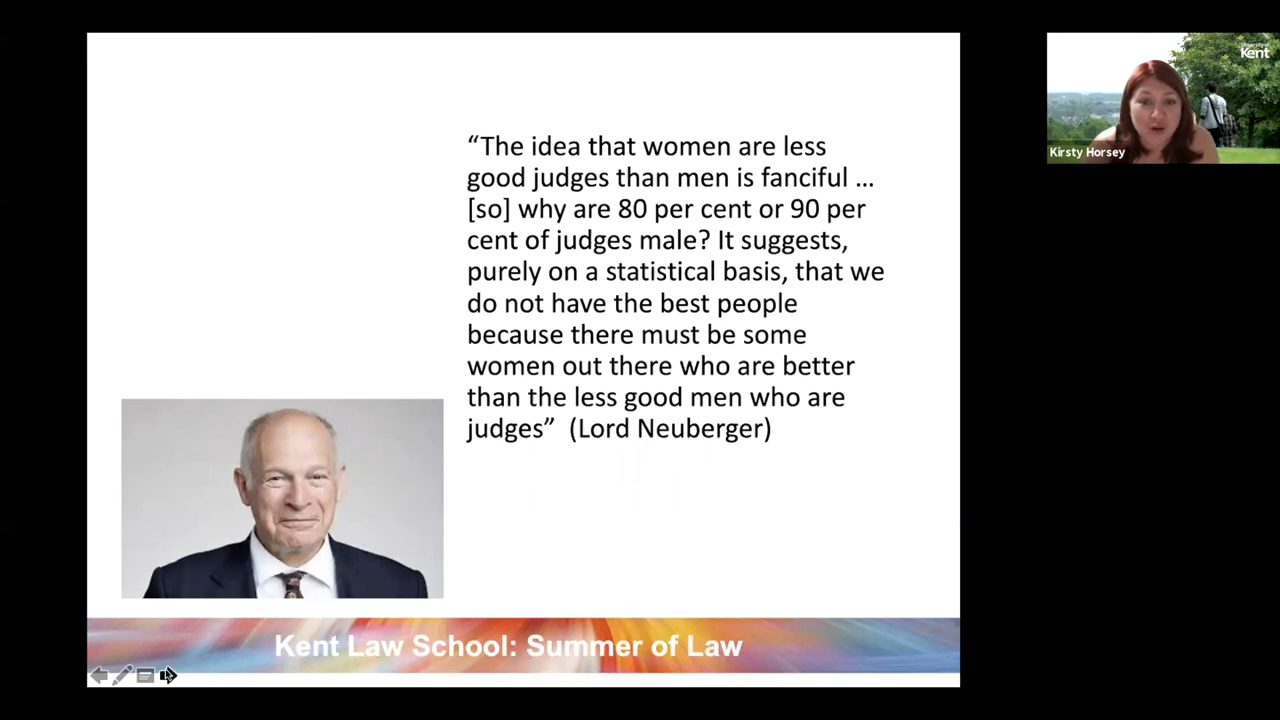 “The idea that women are less
good judges than men is fanciful ...
[so] why are 80 per cent or 90 per
cent of judges male? It suggests,
purely on a statistical basis, that we
do not have the best people
because there must be some
women out there who are better
than the less good men who are
judges” (Lord Neuberger)
Kent Law School: Summer of Law
Kent
Kirsty Horsey